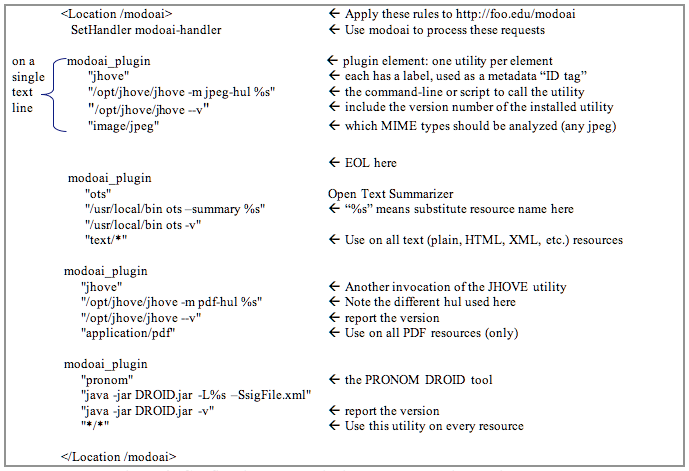 <Location /modoai> ← Apply these rules to http://foo.edu/modoai
SetHandler modoai-handler ← Use modoai to process these requests
on a single text line
modoai_plugin ← plugin element: one utility per element
"jhove" ← each has a label, used as a metadata “ID tag”
"/opt/jhove/jhove -m jpeg-hul %s" ← the command-line or script to call the utility
"/opt/jhove/jhove --v" ← include the version number of the installed utility
"image/jpeg" ← which MIME types should be analyzed (any jpeg)
← EOL here
modoai_plugin
"ots" Open Text Summarizer
"/usr/local/bin ots –summary %s" ← “%s” means substitute resource name here
"/usr/local/bin ots -v"
"text/*" ← Use on all text (plain, HTML, XML, etc.) resources
modoai_plugin
"jhove" ← Another invocation of the JHOVE utility
"/opt/jhove/jhove -m pdf-hul %s" ← Note the different hul used here
"/opt/jhove/jhove --v" ← report the version
"application/pdf" ← Use on all PDF resources (only)
modoai_plugin
"pronom" ← the PRONOM DROID tool
"java -jar DROID.jar -L%s –SsigFile.xml"
"java -jar DROID.jar -v" ← report the version
"*/*" ← Use this utility on every resource
</Location /modoai>